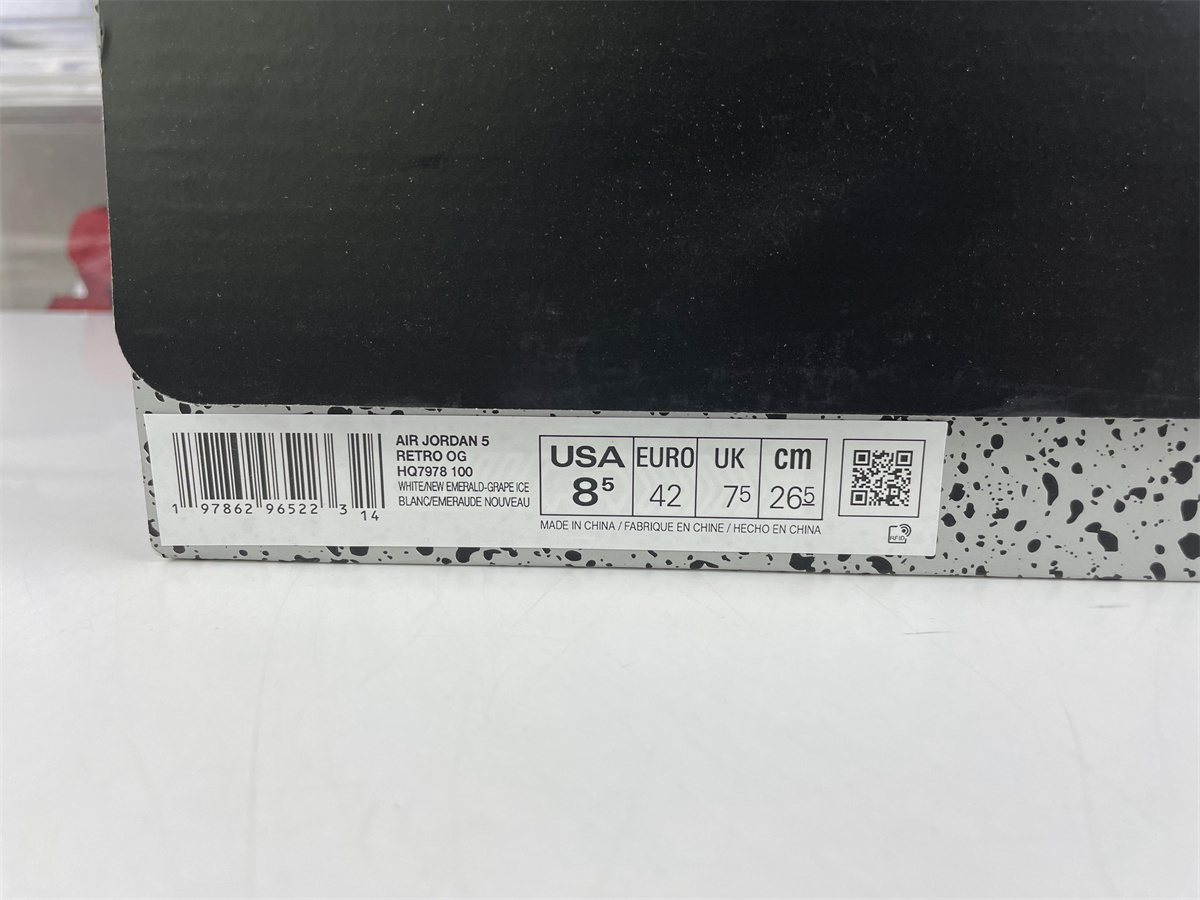 AIR JORDAN 5
RETRO OG
HQ7978 100
WHITE/NEW EMERALD-GRAPE ICE
BLANC/EMERAUDE NOUVEAU
1 97862 96522 3 14
USA EURO UK cm
8⁵ 42 7⁵ 26⁵
MADE IN CHINA / FABRIQUE EN CHINE / HECHO EN CHINA
RFID